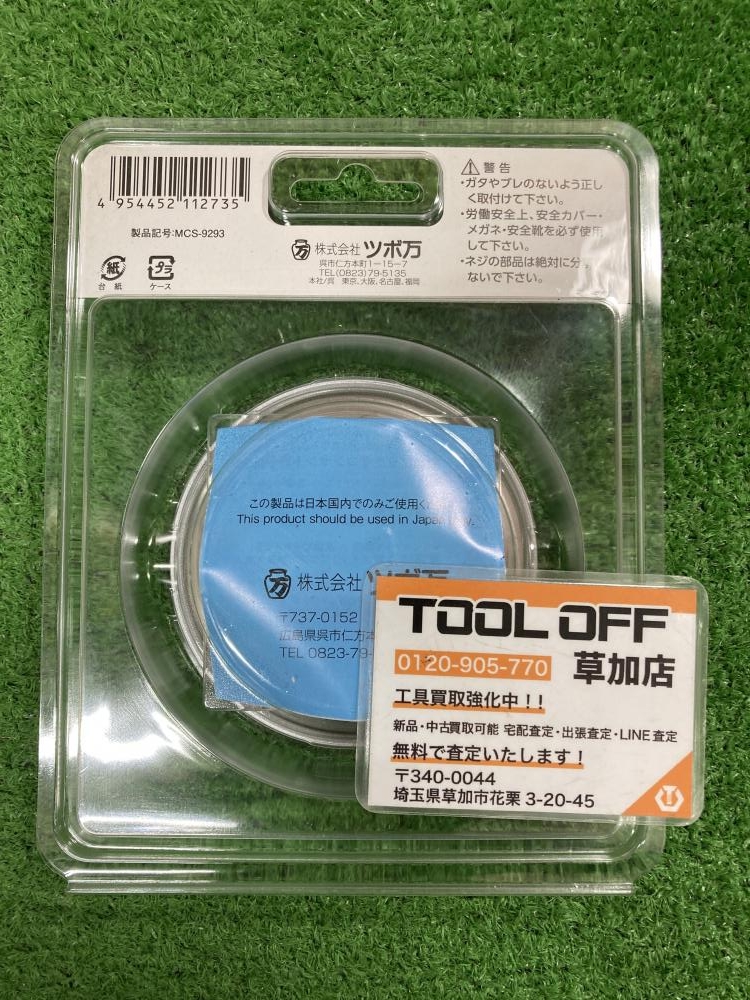 4 954452 112735
製品記号:MCS-9293
紙
台紙
プラ
ケース
万 株式会社 ツボ万
呉市仁方本町1-15-7
TEL(0823)79-5135
本社/呉 東京、大阪、名古屋、福岡
警告
・ガタやブレのないよう正し
く取付けて下さい。
・労働安全上、安全カバー・
メガネ・安全靴を必ず使用
して下さい。
・ネジの部品は絶対に分
ないで下さい。
この製品は日本国内でのみご使用く
This product should be used in Japan
万 株式会社 ツボ万
〒737-0152
広島県呉市仁方本
TEL 0823-79-
TOOL OFF
0120-905-770 草加店
工具買取強化中!!
新品・中古買取可能 宅配査定・出張査定・LINE査定
無料で査定いたします!
〒340-0044
埼玉県草加市花栗 3-20-45